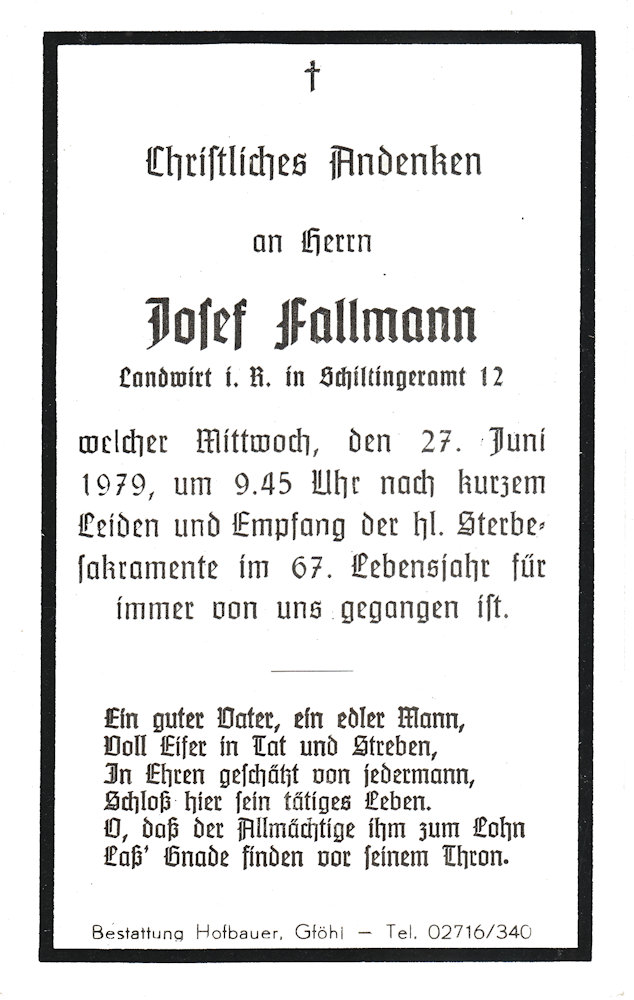 Christliches Andenken
an Herrn
Josef Fallmann
Landwirt i. R. in Schiltingeramt 12
welcher Mittwoch, den 27. Juni
1979, um 9.45 Uhr nach kurzem
Leiden und Empfang der hl. Sterbe-
sakramente im 67. Lebensjahr für
immer von uns gegangen ist.
Ein guter Vater, ein edler Mann,
Voll Eifer in Tat und Streben,
In Ehren geschätzt von jedermann,
Schloß hier sein tätiges Leben.
O, daß der Allmächtige ihm zum Lohn
Laß' Gnade finden vor seinem Thron.
Bestattung Hofbauer, Gföhl — Tel. 02716/340